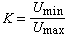 K = U_min / U_max